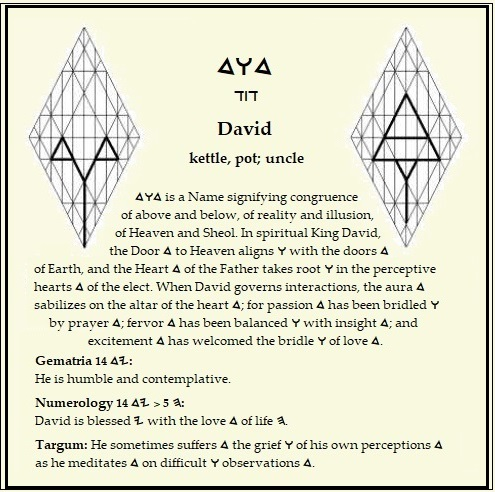 𐤃𐤅𐤃
דוד
David
kettle, pot; uncle
𐤃𐤅𐤃 is a Name signifying congruence
of above and below, of reality and illusion,
of Heaven and Sheol. In spiritual King David,
the Door 𐤃 to Heaven aligns 𐤅 with the doors 𐤃
of Earth, and the Heart 𐤃 of the Father takes root 𐤅 in the perceptive
hearts 𐤃 of the elect. When David governs interactions, the aura 𐤃
sabilizes on the altar of the heart 𐤃; for passion 𐤃 has been bridled 𐤅
by prayer 𐤃; fervor 𐤃 has been balanced 𐤅 with insight 𐤃; and
excitement 𐤃 has welcomed the bridle 𐤅 of love 𐤃.
Gematria 14 𐤉𐤃:
He is humble and contemplative.
Numerology 14 𐤉𐤃 > 5 𐤄:
David is blessed 𐤉 with the love 𐤃 of life 𐤄.
Targum: He sometimes suffers 𐤃 the grief 𐤅 of his own perceptions 𐤃
as he meditates 𐤃 on difficult 𐤅 observations 𐤃.